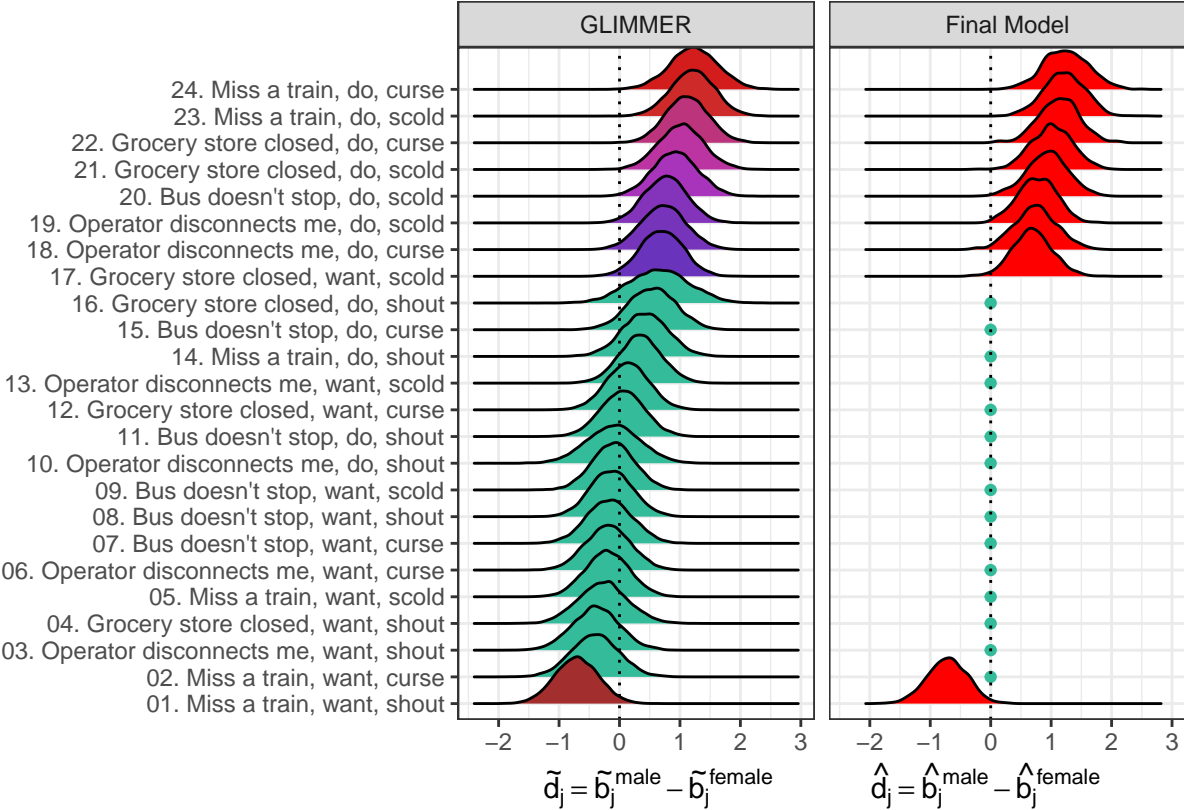 GLIMMER Final Model
24. Miss a train, do, curse
23. Miss a train, do, scold
22. Grocery store closed, do, curse
21. Grocery store closed, do, scold
20. Bus doesn't stop, do, scold
19. Operator disconnects me, do, scold
18. Operator disconnects me, do, curse
17. Grocery store closed, want, scold
16. Grocery store closed, do, shout
15. Bus doesn't stop, do, curse
14. Miss a train, do, shout
13. Operator disconnects me, want, scold
12. Grocery store closed, want, curse
11. Bus doesn't stop, do, shout
10. Operator disconnects me, do, shout
09. Bus doesn't stop, want, scold
08. Bus doesn't stop, want, shout
07. Bus doesn't stop, want, curse
06. Operator disconnects me, want, curse
05. Miss a train, want, scold
04. Grocery store closed, want, shout
03. Operator disconnects me, want, shout
02. Miss a train, want, curse
01. Miss a train, want, shout
−2 −1 0 1 2 3 −2 −1 0 1 2 3
d̃ⱼ = b̃ⱼ^male − b̃ⱼ^female d̂ⱼ = b̂ⱼ^male − b̂ⱼ^female